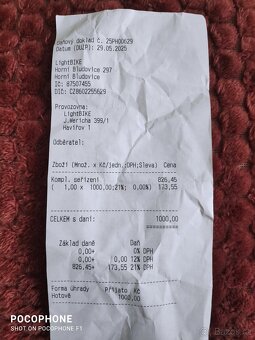 Daňový doklad č. 25PH00629
Datum (DUZP): 29.05.2025
LightBIKE
Horní Bludovice 297
Horní Bludovice
IČ: 87507455
DIČ: CZ8602255629
Provozovna:
LightBIKE
J.Wericha 399/1
Havířov 1
Odběratel:
Zboží (Množ. x Kč/jedn.;DPH;Sleva) Cena
Kompl. seřízení 826,45
( 1,00 x 1000,00;21%; 0,00%) 173,55
CELKEM s daní: 1000,00
==========
Základ daně Daň
0,00+ 0% DPH
0,00+ 0,00 12% DPH
826,45+ 173,55 21% DPH
Forma úhrady Přijato Kč
Hotově 1000,00
POCOPHONE
SHOT ON POCOPHONE F1